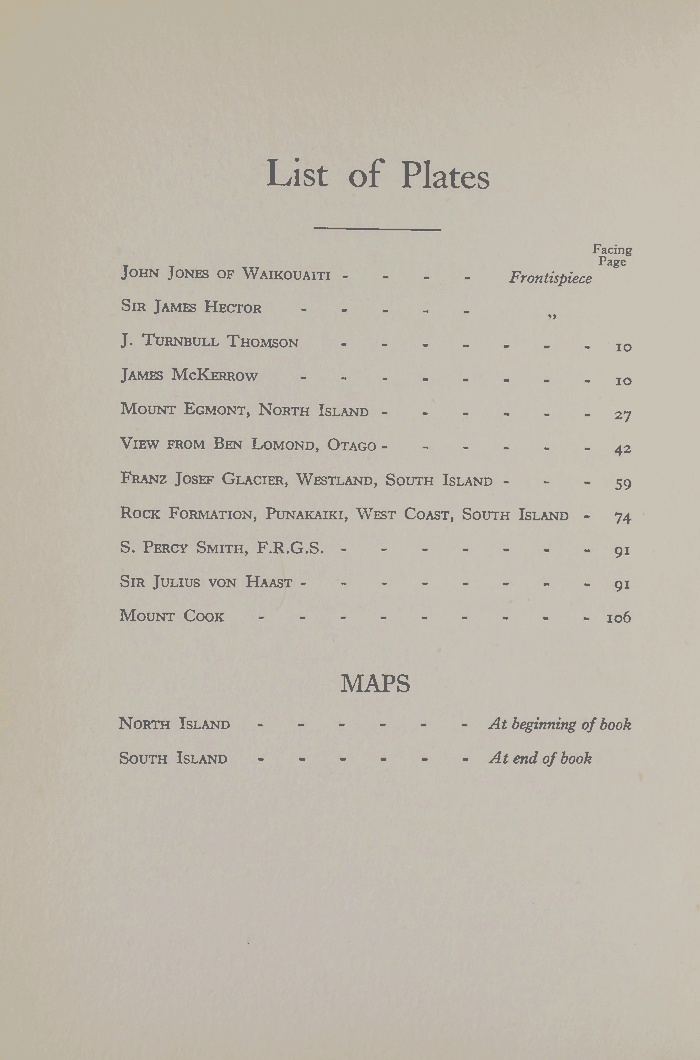 List of Plates
Facing
Page
John Jones of Waikouaiti - - - - Frontispiece
Sir James Hector - - - - - „
J. Turnbull Thomson - - - - - - - 10
James McKerrow - - - - - - - - 10
Mount Egmont, North Island - - - - - - 27
View from Ben Lomond, Otago - - - - - - 42
Franz Josef Glacier, Westland, South Island - - - 59
Rock Formation, Punakaiki, West Coast, South Island - 74
S. Percy Smith, F.R.G.S. - - - - - - - 91
Sir Julius von Haast - - - - - - - - 91
Mount Cook - - - - - - - - - 106
MAPS
North Island - - - - - - At beginning of book
South Island - - - - - - At end of book